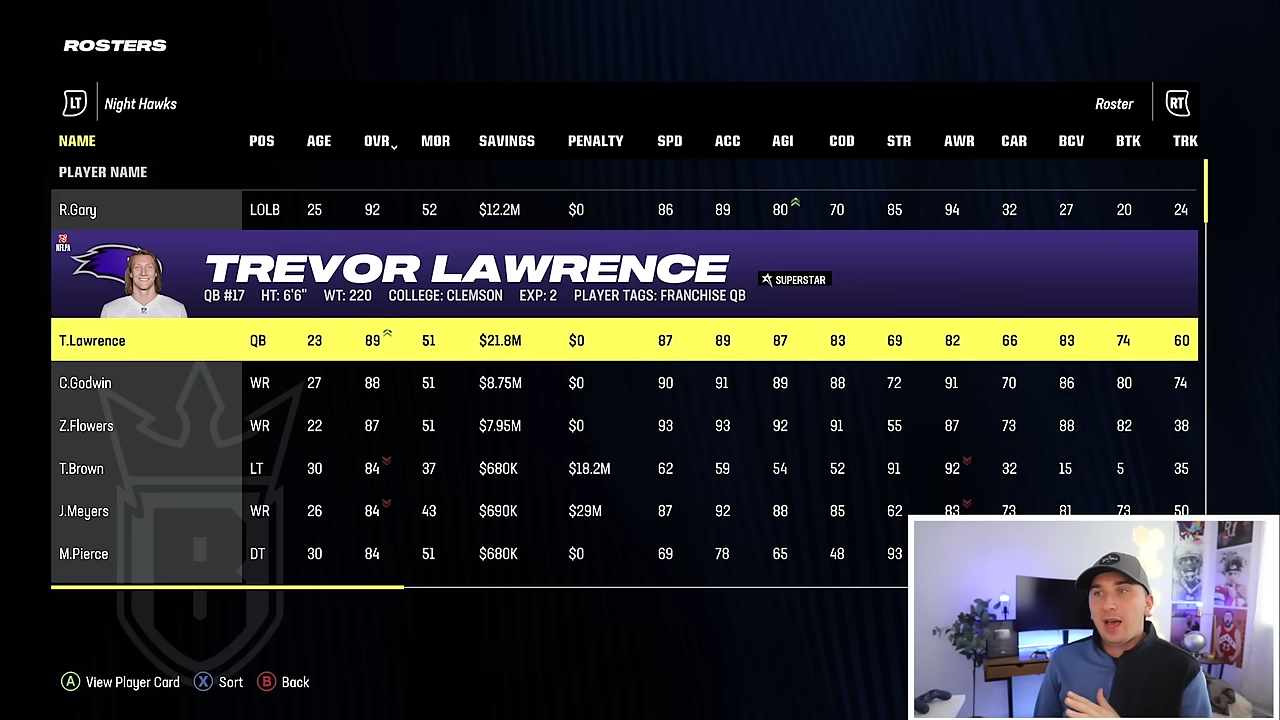 ROSTERS
LT Night Hawks Roster RT
NAME POS AGE OVR MOR SAVINGS PENALTY SPD ACC AGI COD STR AWR CAR BCV BTK TRK
PLAYER NAME
R.Gary LOLB 25 92 52 $12.2M $0 86 89 80 70 85 94 32 27 20 24
NFLPA
TREVOR LAWRENCE SUPERSTAR
QB #17 HT: 6'6" WT: 220 COLLEGE: CLEMSON EXP: 2 PLAYER TAGS: FRANCHISE QB
T.Lawrence QB 23 89 51 $21.8M $0 87 89 87 83 69 82 66 83 74 60
C.Godwin WR 27 88 51 $8.75M $0 90 91 89 88 72 91 70 86 80 74
Z.Flowers WR 22 87 51 $7.95M $0 93 93 92 91 55 87 73 88 82 38
T.Brown LT 30 84 37 $680K $18.2M 62 59 54 52 91 92 32 15 5 35
J.Meyers WR 26 84 43 $690K $29M 87 92 88 85 62 83 73 81 73 50
M.Pierce DT 30 84 51 $680K $0 69 78 65 48 93
A View Player Card X Sort B Back